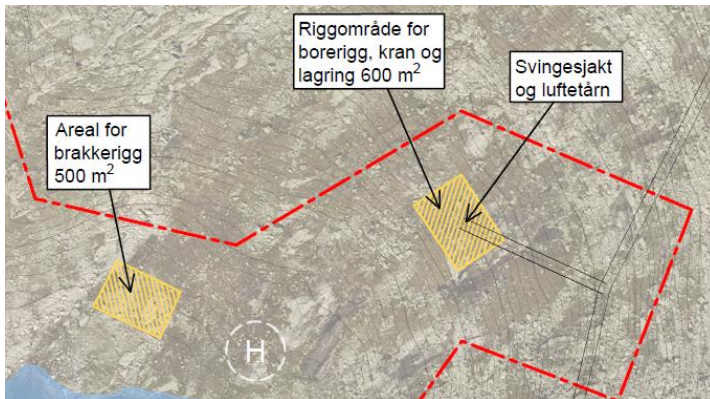 Riggområde for
borerigg, kran og
lagring 600 m²
Svingesjakt
og luftetårn
Areal for
brakkerigg
500 m²
H